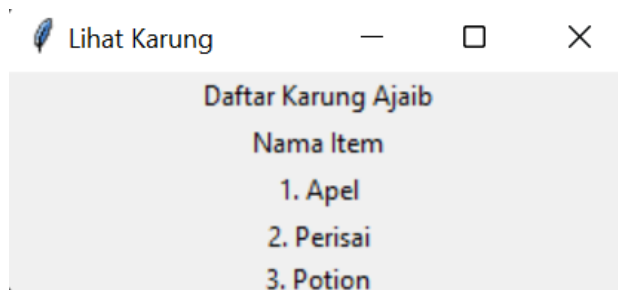 Lihat Karung
Daftar Karung Ajaib
Nama Item
1. Apel
2. Perisai
3. Potion